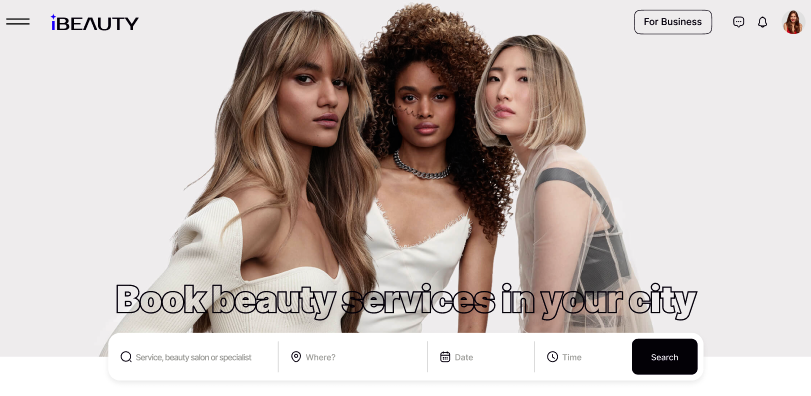 iBEAUTY
For Business
Book beauty services in your city
Service, beauty salon or specialist
Where?
Date
Time
Search